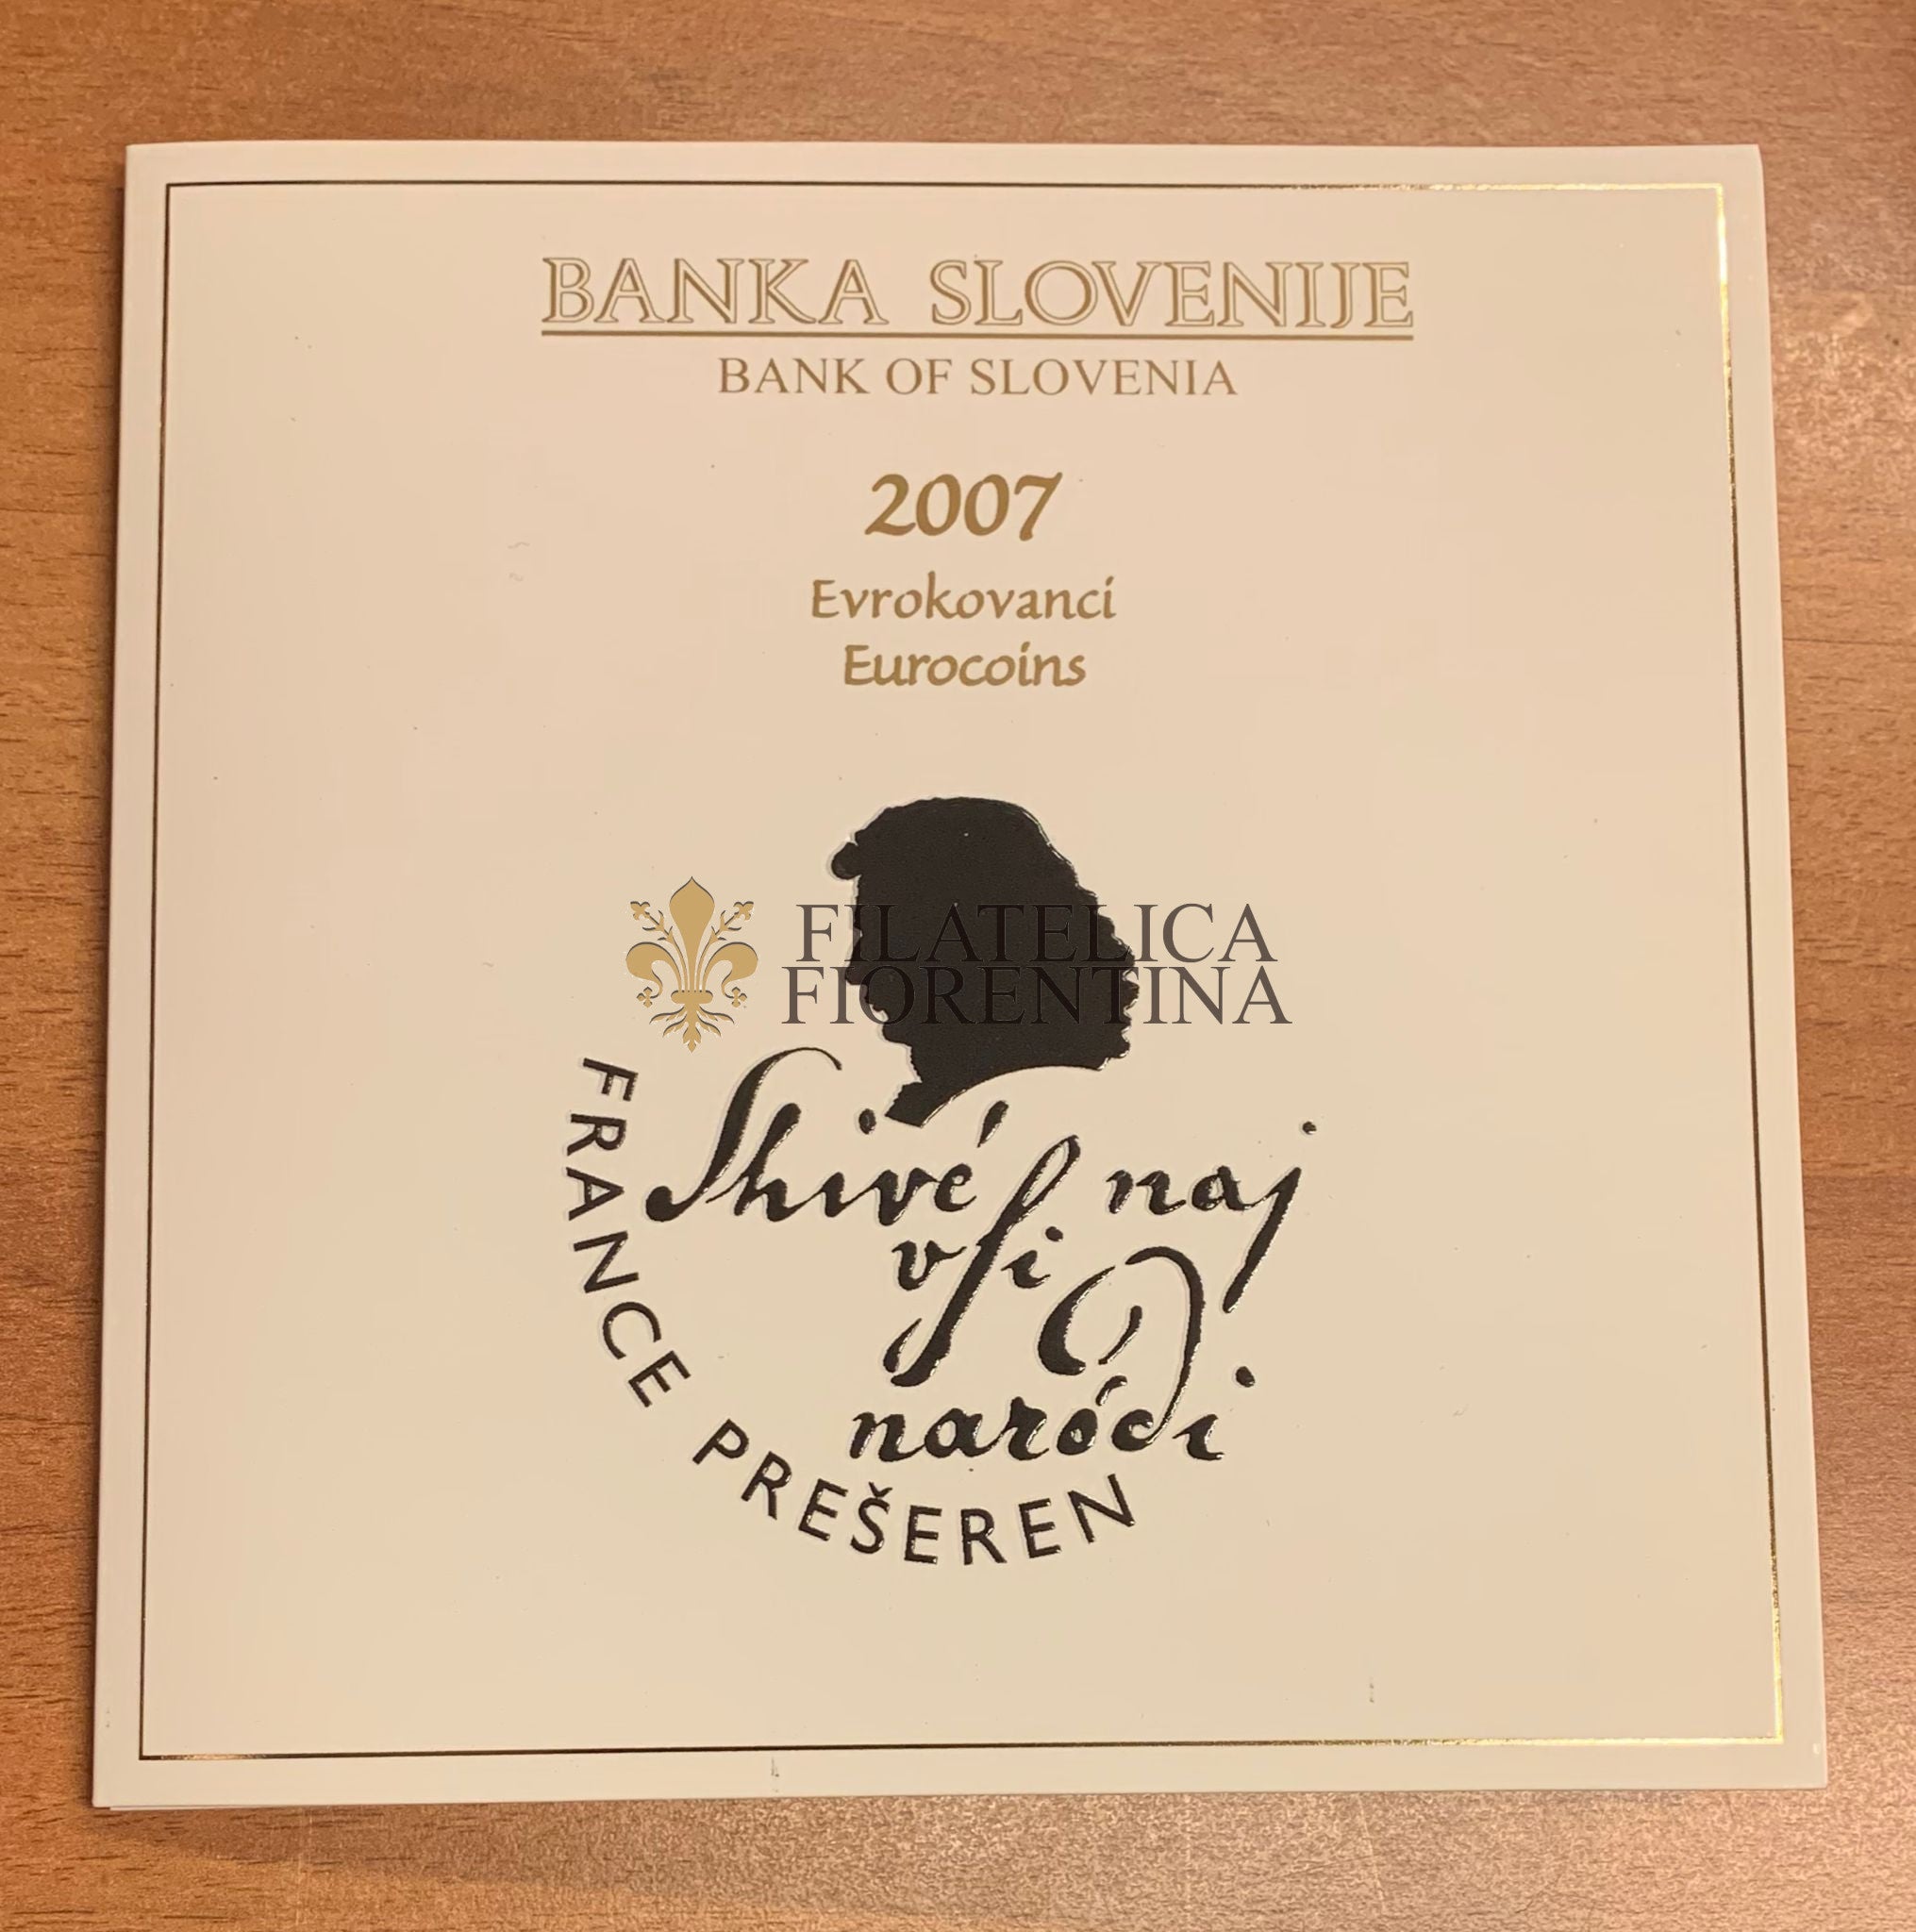 BANKA SLOVENIJE
BANK OF SLOVENIA
2007
Evrokovanci
Eurocoins
FILATELICA
FIORENTINA
Shivé naj
vſi
naródi
FRANCE PREŠEREN